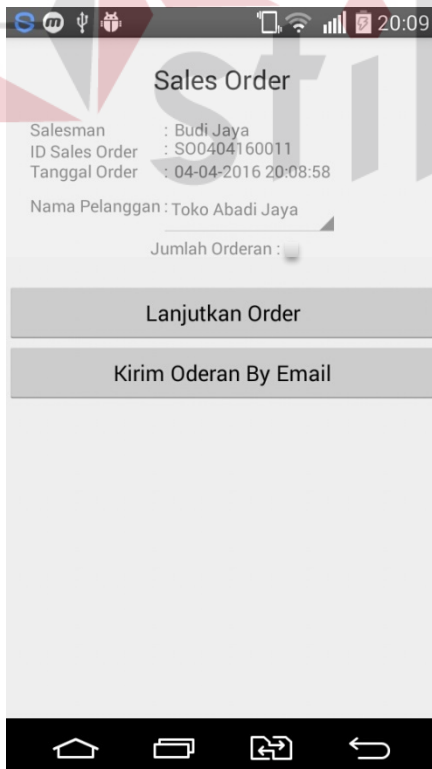 20:09
Sales Order
Salesman : Budi Jaya
ID Sales Order : SO0404160011
Tanggal Order : 04-04-2016 20:08:58
Nama Pelanggan : Toko Abadi Jaya
Jumlah Orderan :
Lanjutkan Order
Kirim Oderan By Email